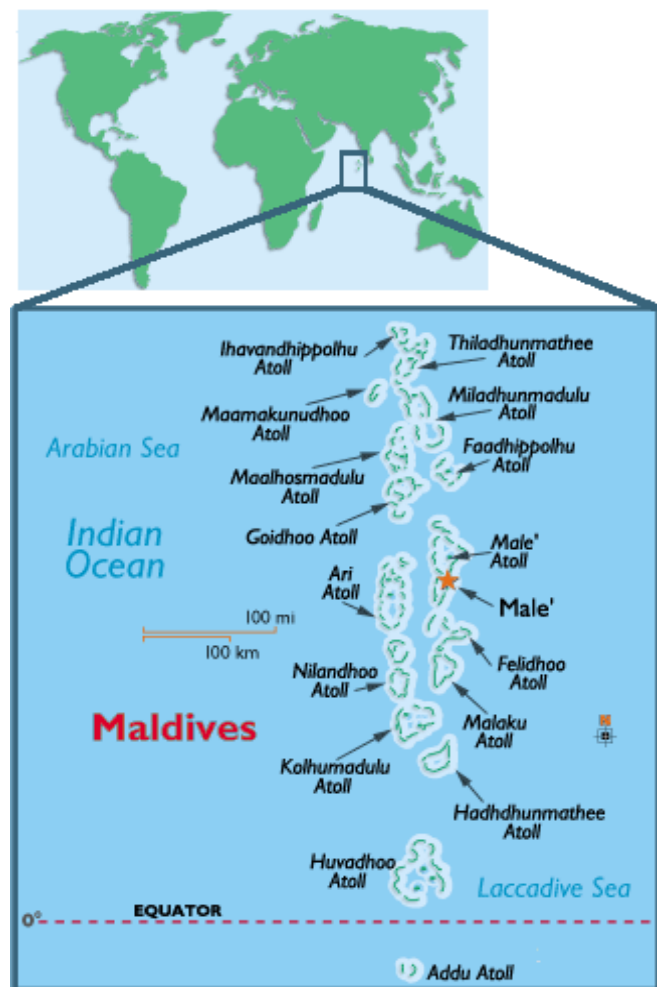 Ihavandhippolhu
Atoll
Thiladhunmathee
Atoll
Maamakunudhoo
Atoll
Miladhunmadulu
Atoll
Arabian Sea
Faadhippolhu
Atoll
Maalhosmadulu
Atoll
Goidhoo Atoll
Indian
Ocean
Male'
Atoll
Ari
Atoll
Male'
100 mi
100 km
Felidhoo
Atoll
Nilandhoo
Atoll
Maldives
Malaku
Atoll
Kolhumadulu
Atoll
Hadhdhunmathee
Atoll
Huvadhoo
Atoll
Laccadive Sea
0°
EQUATOR
Addu Atoll